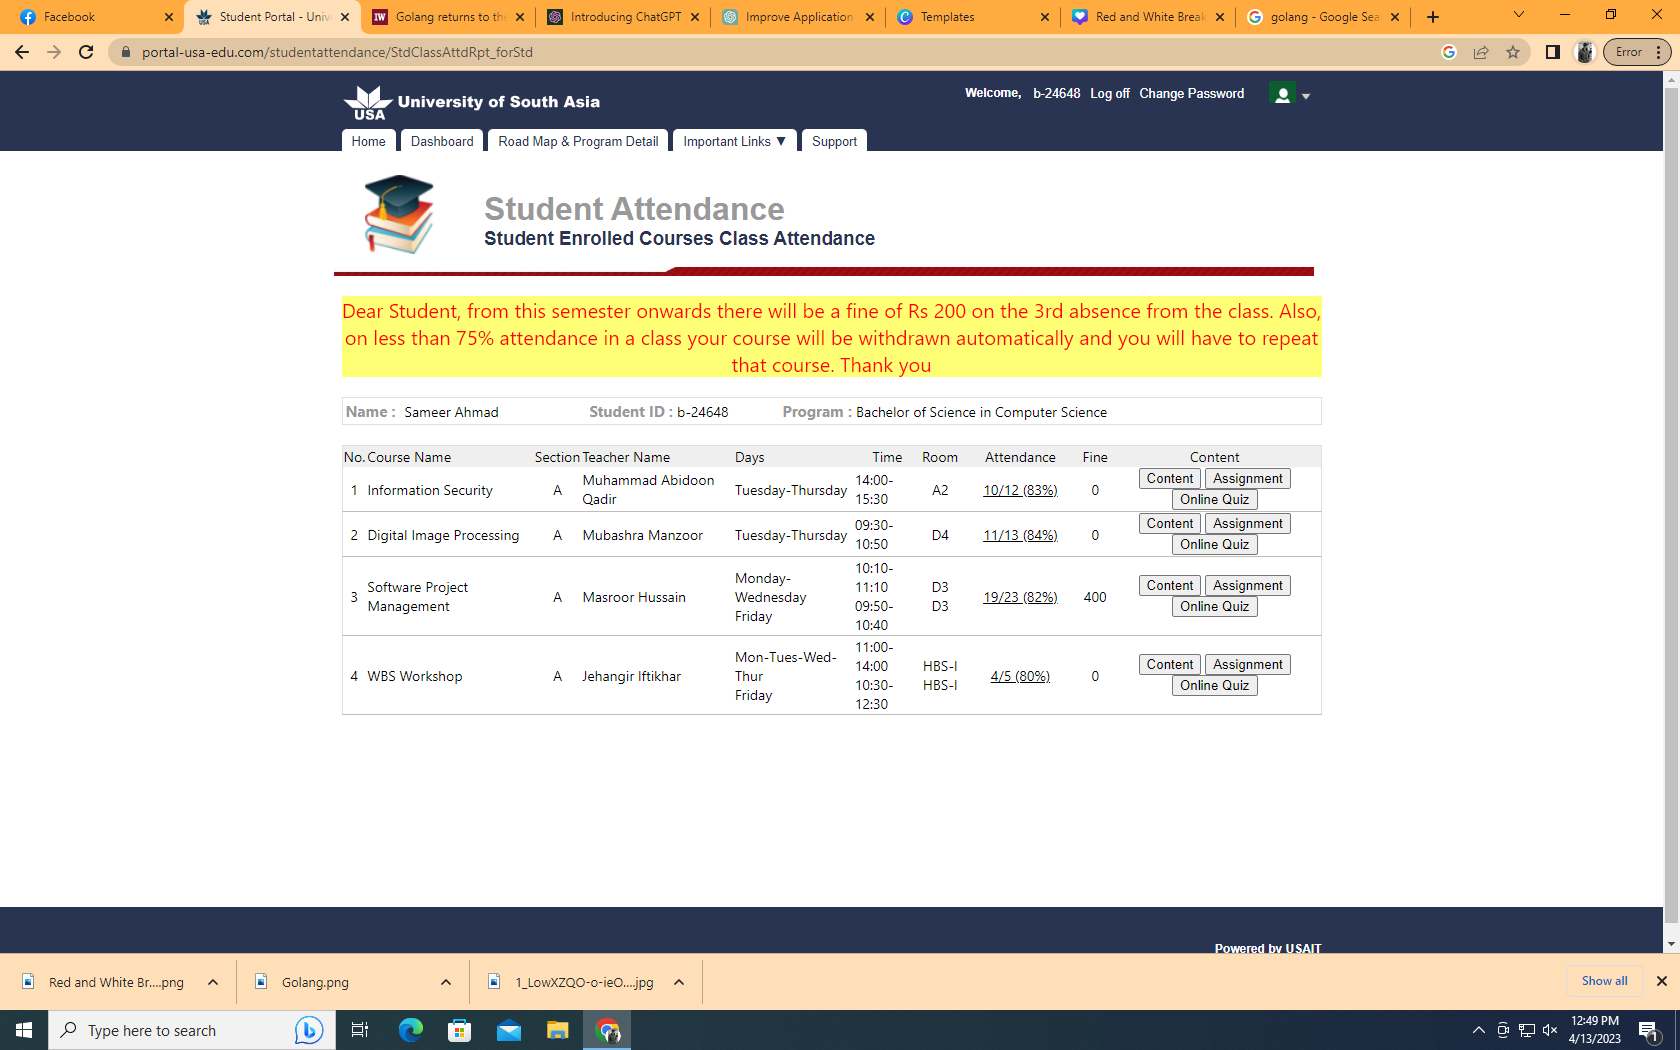 Facebook
Student Portal - Univ
Golang returns to the
Introducing ChatGPT
Improve Application
Templates
Red and White Break
golang - Google Sea
portal-usa-edu.com/studentattendance/StdClassAttdRpt_forStd
Error
USA
University of South Asia
Welcome, b-24648 Log off Change Password
Home Dashboard Road Map & Program Detail Important Links ▼ Support
Student Attendance
Student Enrolled Courses Class Attendance
Dear Student, from this semester onwards there will be a fine of Rs 200 on the 3rd absence from the class. Also,
on less than 75% attendance in a class your course will be withdrawn automatically and you will have to repeat
that course. Thank you
Name : Sameer Ahmad Student ID : b-24648 Program : Bachelor of Science in Computer Science
No. Course Name Section Teacher Name Days Time Room Attendance Fine Content
1 Information Security A Muhammad Abidoon Qadir Tuesday-Thursday 14:00-15:30 A2 10/12 (83%) 0 Content Assignment Online Quiz
2 Digital Image Processing A Mubashra Manzoor Tuesday-Thursday 09:30-10:50 D4 11/13 (84%) 0 Content Assignment Online Quiz
3 Software Project Management A Masroor Hussain Monday-Wednesday Friday 10:10-11:10 09:50-10:40 D3 D3 19/23 (82%) 400 Content Assignment Online Quiz
4 WBS Workshop A Jehangir Iftikhar Mon-Tues-Wed-Thur Friday 11:00-14:00 10:30-12:30 HBS-I HBS-I 4/5 (80%) 0 Content Assignment Online Quiz
Powered by USAIT
Red and White Br....png
Golang.png
1_LowXZQO-o-ieO....jpg
Show all
Type here to search
12:49 PM
4/13/2023
1